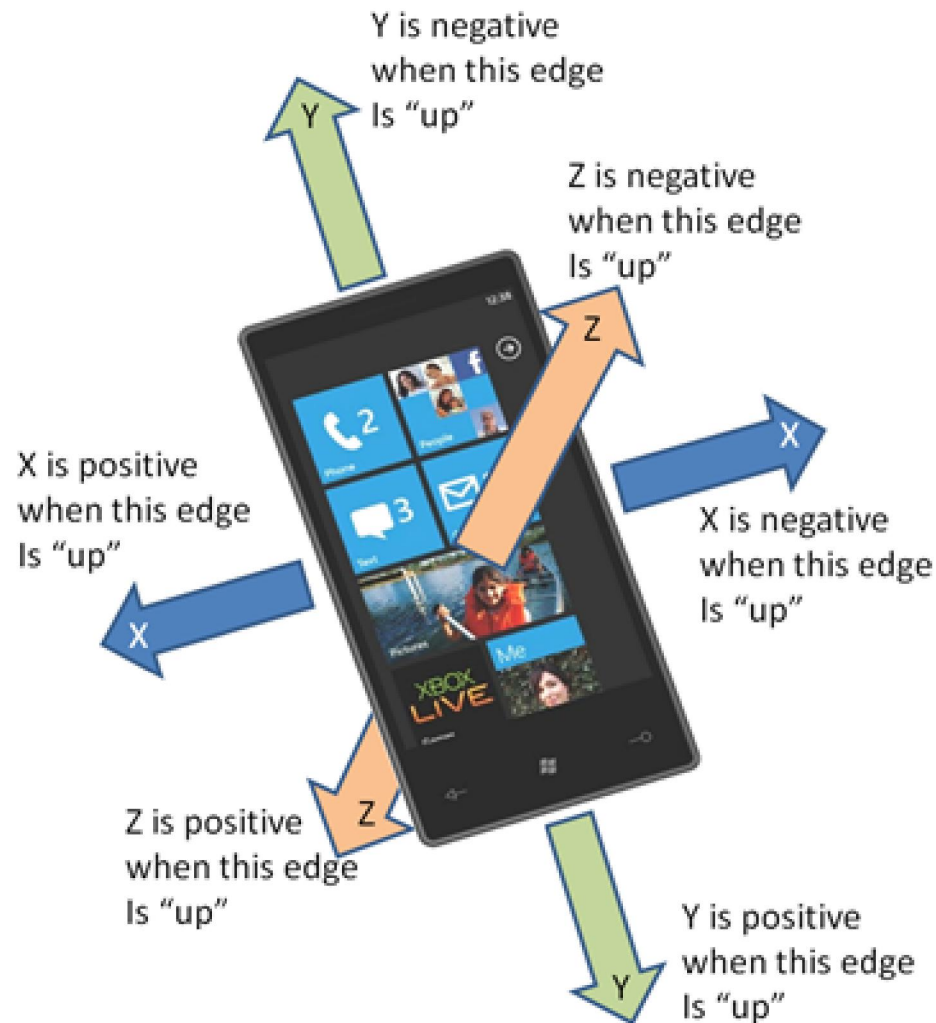 Y is negative
when this edge
Is “up”
Y
Z is negative
when this edge
Is “up”
Z
12:38
2
f
Phone
People
X
X is positive
when this edge
Is “up”
3
Text
X is negative
when this edge
Is “up”
X
Pictures
Me
XBOX
LIVE
Z
Z is positive
when this edge
Is “up”
Y is positive
when this edge
Is “up”
Y